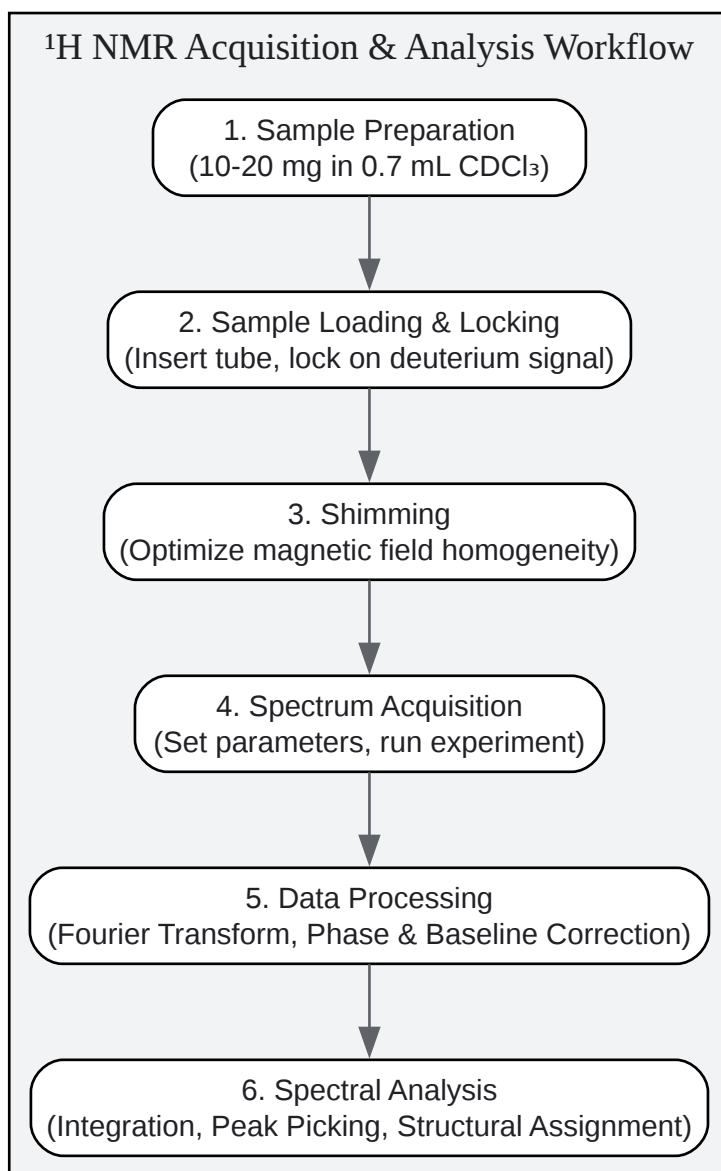 ¹H NMR Acquisition & Analysis Workflow
1. Sample Preparation
(10-20 mg in 0.7 mL CDCl₃)
2. Sample Loading & Locking
(Insert tube, lock on deuterium signal)
3. Shimming
(Optimize magnetic field homogeneity)
4. Spectrum Acquisition
(Set parameters, run experiment)
5. Data Processing
(Fourier Transform, Phase & Baseline Correction)
6. Spectral Analysis
(Integration, Peak Picking, Structural Assignment)